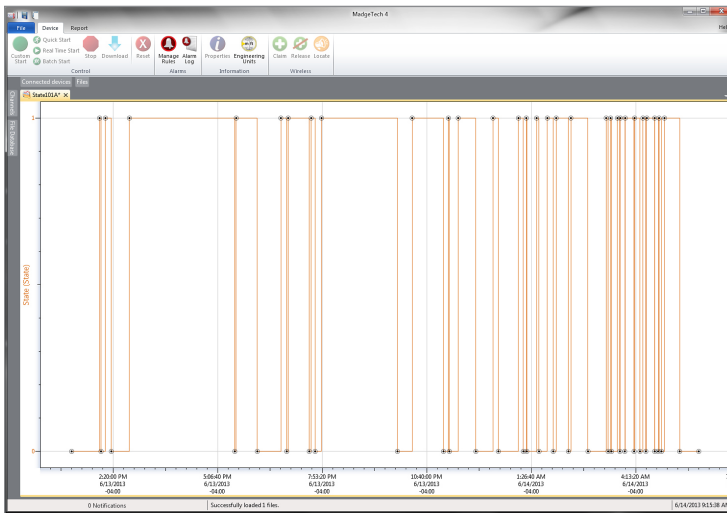 MadgeTech 4
File Device Report Hel
Custom Start
Quick Start
Real Time Start
Batch Start
Stop Download
Reset
Manage Rules
Alarm Log
Properties
Engineering Units
Claim Release Locate
Control Alarms Information Wireless
Connected devices Files
Channels
File Database
State101A* X
1
State (State)
0
2:20:00 PM 5:06:40 PM 7:53:20 PM 10:40:00 PM 1:26:40 AM 4:13:20 AM
6/13/2013 6/13/2013 6/13/2013 6/13/2013 6/14/2013 6/14/2013
-04:00 -04:00 -04:00 -04:00 -04:00 -04:00
0 Notifications Successfully loaded 1 files. 6/14/2013 9:15:38 AM